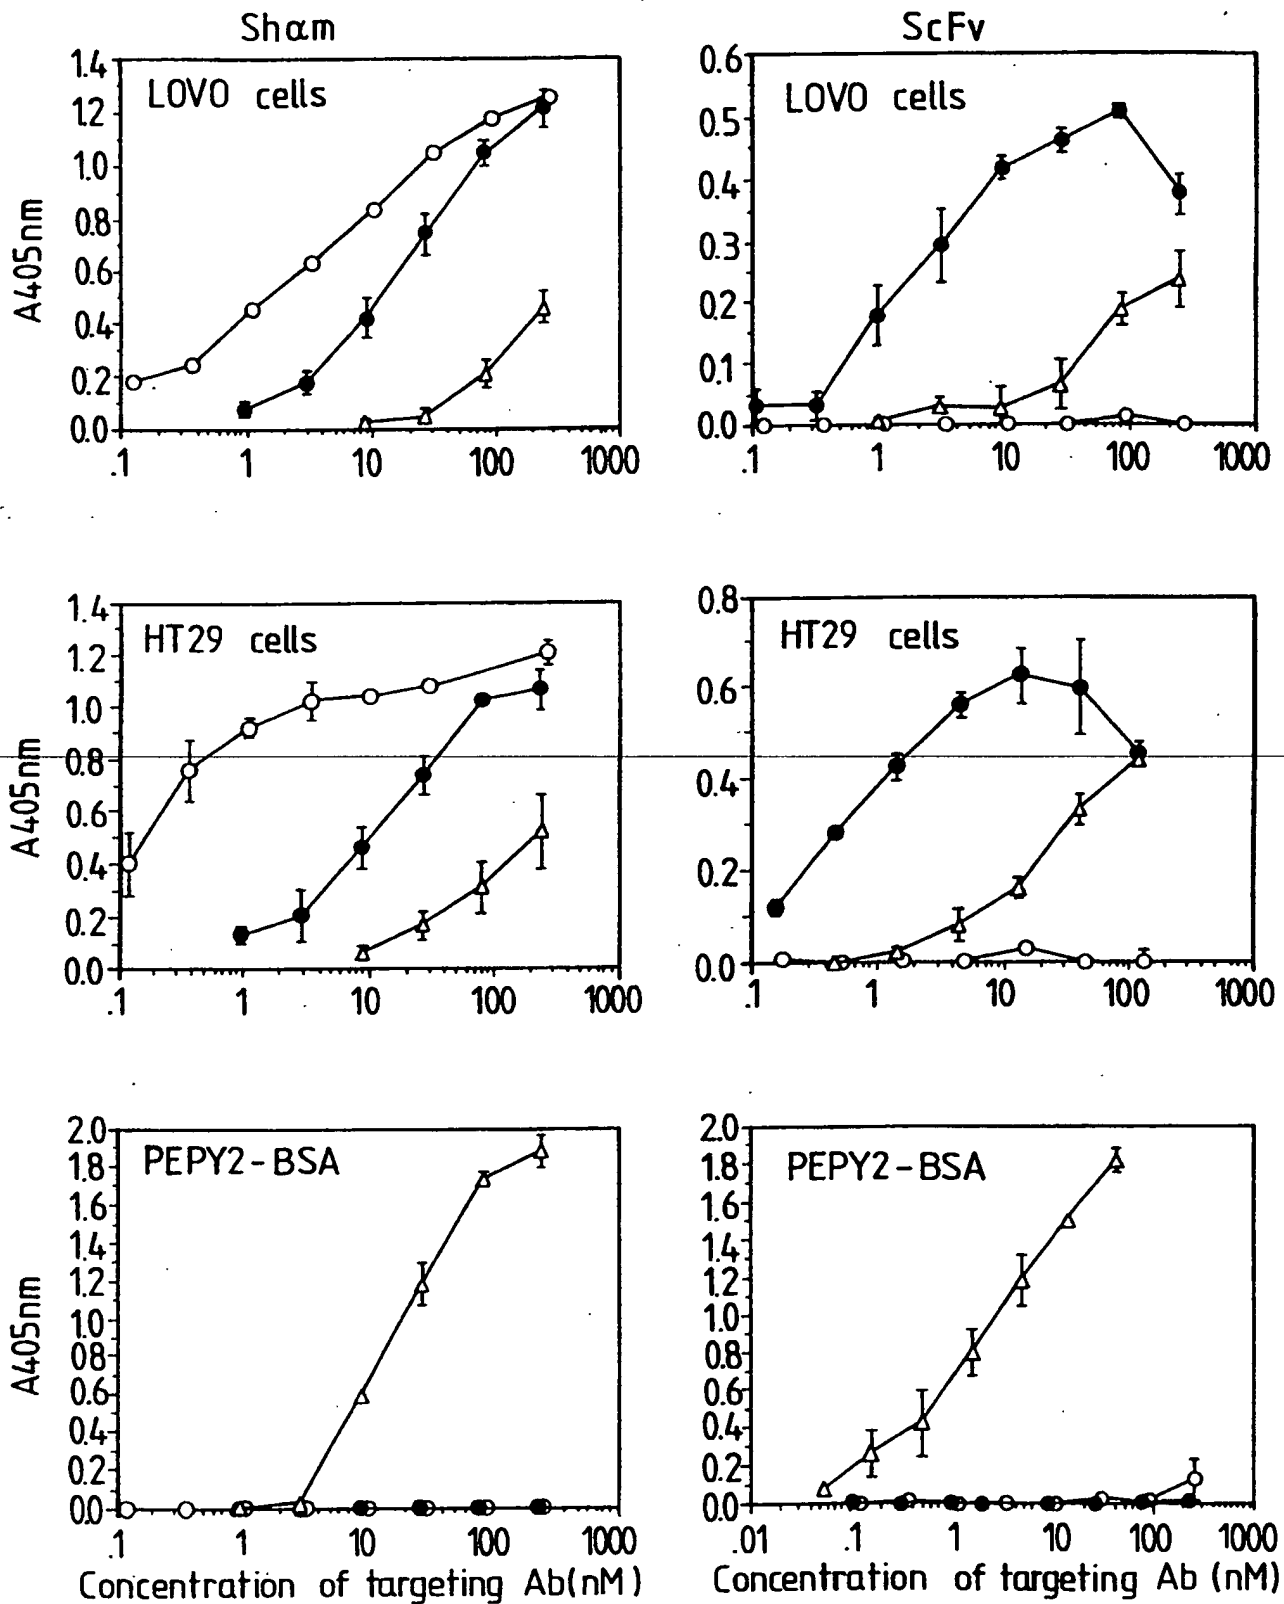 Sham
ScFv
LOVO cells
1.4
1.2
1.0
0.8
0.6
0.4
0.2
0.0
A405nm
.1 1 10 100 1000
LOVO cells
0.6
0.5
0.4
0.3
0.2
0.1
0.0
.1 1 10 100 1000
HT29 cells
1.4
1.2
1.0
0.8
0.6
0.4
0.2
0.0
A405nm
.1 1 10 100 1000
HT29 cells
0.8
0.6
0.4
0.2
0.0
.1 1 10 100 1000
PEPY2-BSA
2.0
1.8
1.6
1.4
1.2
1.0
0.8
0.6
0.4
0.2
0.0
A405nm
.1 1 10 100 1000
Concentration of targeting Ab(nM)
PEPY2-BSA
2.0
1.8
1.6
1.4
1.2
1.0
0.8
0.6
0.4
0.2
0.0
.01 .1 1 10 100 1000
Concentration of targeting Ab (nM)